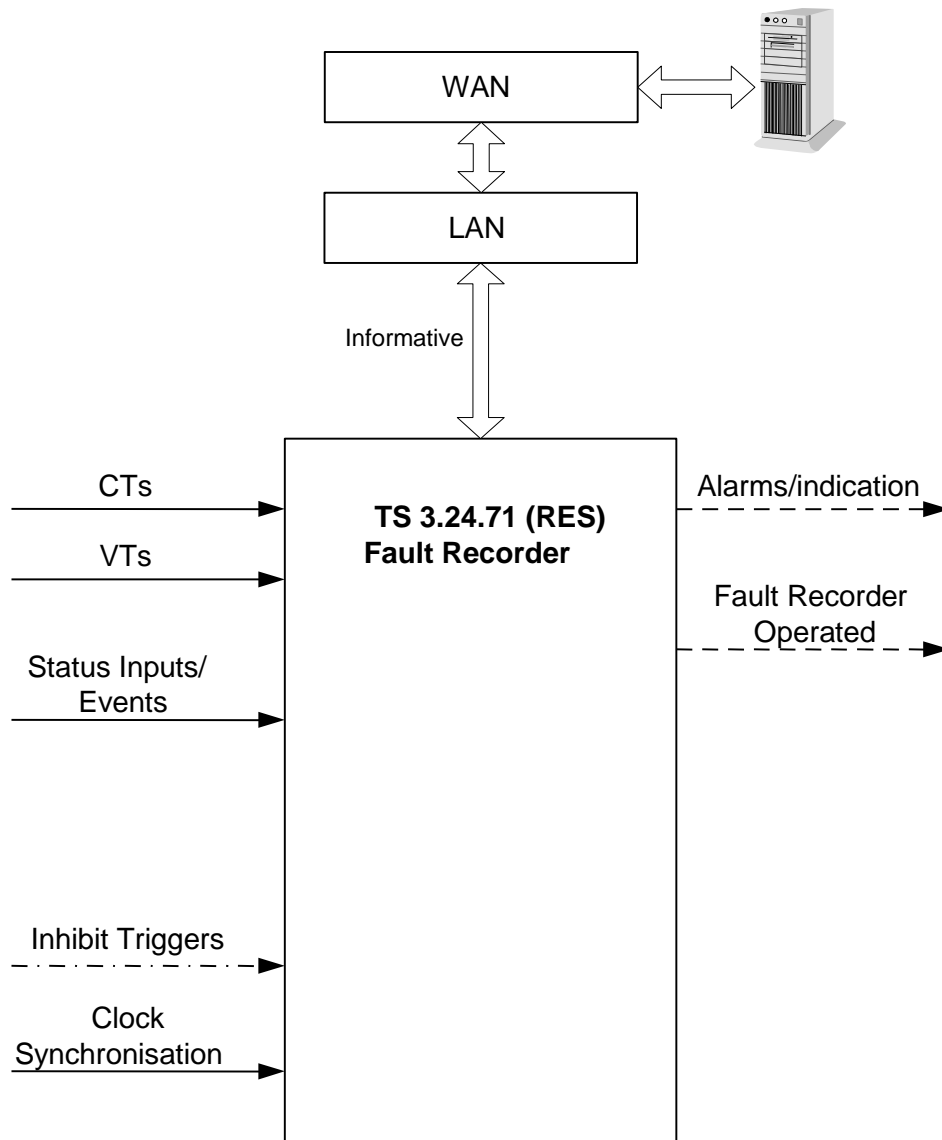 WAN
LAN
Informative
CTs
VTs
Status Inputs/
Events
Inhibit Triggers
Clock
Synchronisation
TS 3.24.71 (RES)
Fault Recorder
Alarms/indication
Fault Recorder
Operated